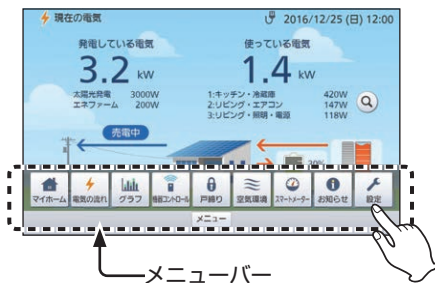 現在の電気
2016/12/25 (日) 12:00
発電している電気
使っている電気
3.2 kW
1.4 kW
太陽光発電 3000W
エネファーム 200W
1:キッチン・冷蔵庫 420W
2:リビング・エアコン 147W
3:リビング・照明・電源 118W
売電中
30%
マイホーム
電気の流れ
グラフ
機器コントロール
戸締り
空気環境
スマートメーター
お知らせ
設定
メニュー
メニューバー